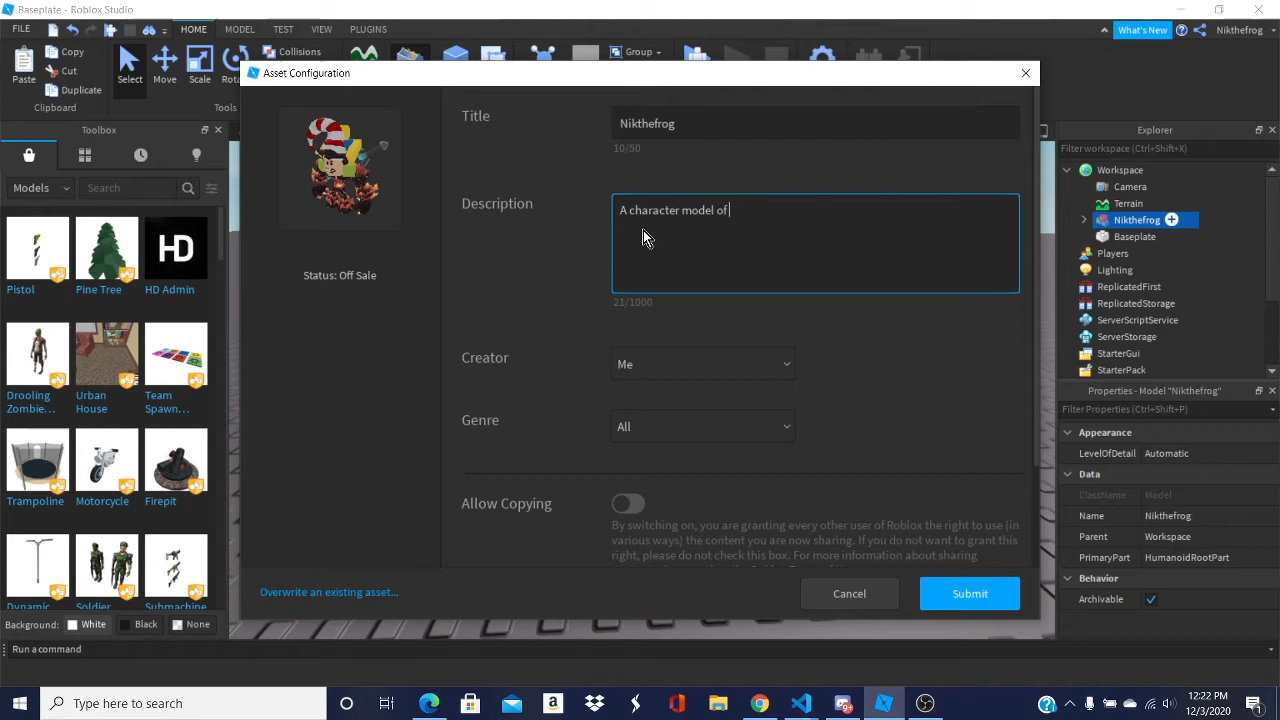 Baseplate - Roblox Studio
FILE
HOME
MODEL
TEST
VIEW
PLUGINS
What's New
Nikthefrog
Paste
Copy
Cut
Duplicate
Clipboard
Select
Move
Scale
Collisions
Group
Tools
Toolbox
Models
Search
Pistol
Pine Tree
HD
HD Admin
Drooling Zombie...
Urban House
Team Spawn...
Trampoline
Motorcycle
Firepit
Dynamic
Soldier
Submachine
Background:
White
Black
None
Run a command
Asset Configuration
Status: Off Sale
Title
Nikthefrog
10/50
Description
A character model of
21/1000
Creator
Me
Genre
All
Allow Copying
By switching on, you are granting every other user of Roblox the right to use (in
various ways) the content you are now sharing. If you do not want to grant this
right, please do not check this box. For more information about sharing
Overwrite an existing asset...
Cancel
Submit
Explorer
Filter workspace (Ctrl+Shift+X)
Workspace
Camera
Terrain
Nikthefrog
Baseplate
Players
Lighting
ReplicatedFirst
ReplicatedStorage
ServerScriptService
ServerStorage
StarterGui
StarterPack
Properties - Model "Nikthefrog"
Filter Properties (Ctrl+Shift+P)
Appearance
LevelOfDetail Automatic
Data
ClassName Model
Name Nikthefrog
Parent Workspace
PrimaryPart HumanoidRootPart
Behavior
Archivable
Type here to search
12:22 PM
12/3/2020